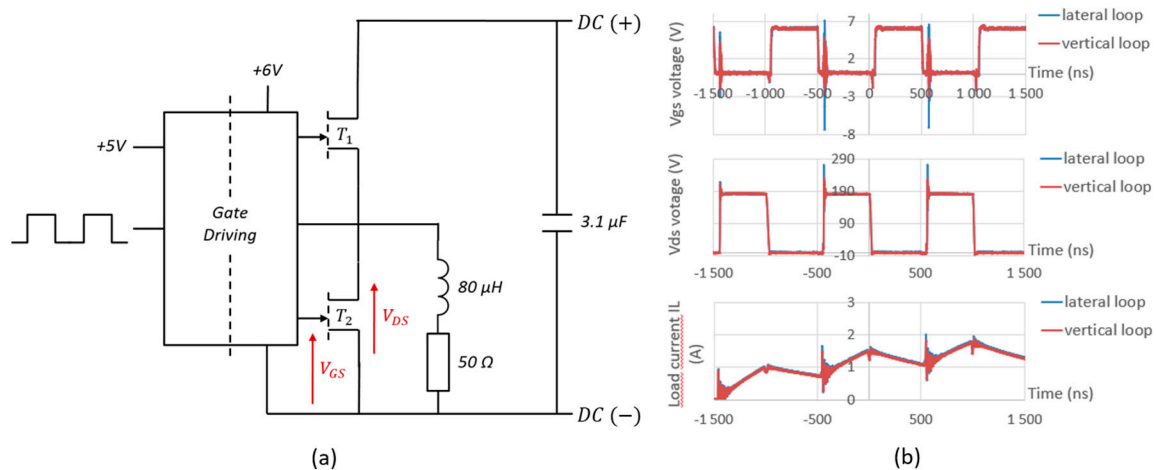 DC (+)
+6V
+5V
T1
Gate
Driving
3.1 µF
80 µH
T2
VDS
VGS
50 Ω
DC (−)
(a)
Vgs voltage (V)
7
2
-3
-8
-1 500
-1 000
-500
0
500
1 000
1 500
Time (ns)
lateral loop
vertical loop
Vds votage (V)
290
190
90
-10
-1 500
-500
500
1 500
Time (ns)
lateral loop
vertical loop
Load current IL
(A)
3
2
1
0
-1 500
-500
500
1 500
Time (ns)
lateral loop
vertical loop
(b)